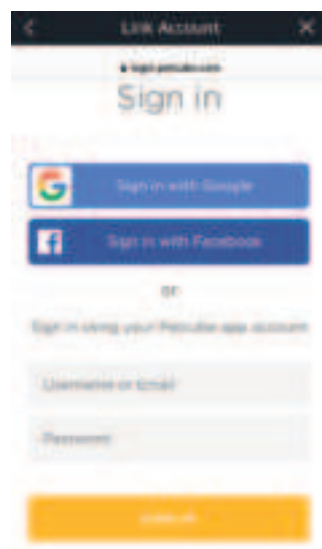 Link Account
Sign in
Sign in with Google
Sign in with Facebook
or
Sign in using your Petcube app account
Username or Email
Password